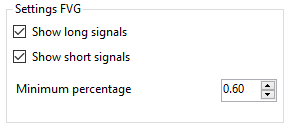 Settings FVG
Show long signals
Show short signals
Minimum percentage 0.60